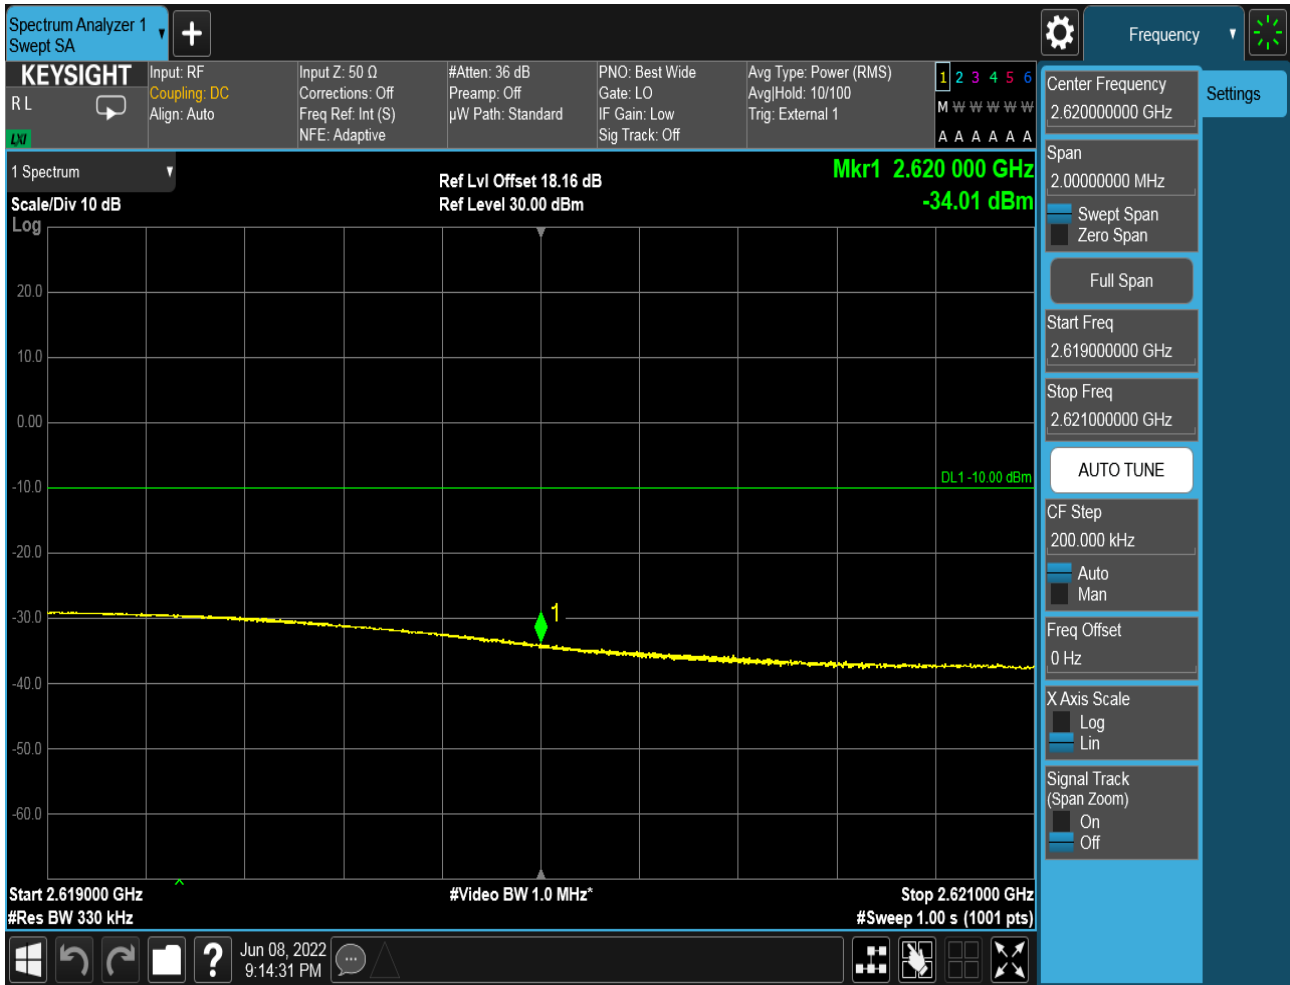 Spectrum Analyzer 1
Swept SA
Frequency
KEYSIGHT
R L
LXI
Input: RF
Coupling: DC
Align: Auto
Input Z: 50 Ω
Corrections: Off
Freq Ref: Int (S)
NFE: Adaptive
#Atten: 36 dB
Preamp: Off
µW Path: Standard
PNO: Best Wide
Gate: LO
IF Gain: Low
Sig Track: Off
Avg Type: Power (RMS)
Avg|Hold: 10/100
Trig: External 1
1 2 3 4 5 6
M W W W W W
A A A A A A
1 Spectrum
Scale/Div 10 dB
Log
Ref Lvl Offset 18.16 dB
Ref Level 30.00 dBm
Mkr1 2.620 000 GHz
-34.01 dBm
20.0
10.0
0.00
-10.0
-20.0
-30.0
-40.0
-50.0
-60.0
DL1 -10.00 dBm
1
Start 2.619000 GHz
#Res BW 330 kHz
#Video BW 1.0 MHz*
Stop 2.621000 GHz
#Sweep 1.00 s (1001 pts)
?
Jun 08, 2022
9:14:31 PM
Center Frequency
2.620000000 GHz
Settings
Span
2.00000000 MHz
Swept Span
Zero Span
Full Span
Start Freq
2.619000000 GHz
Stop Freq
2.621000000 GHz
AUTO TUNE
CF Step
200.000 kHz
Auto
Man
Freq Offset
0 Hz
X Axis Scale
Log
Lin
Signal Track
(Span Zoom)
On
Off